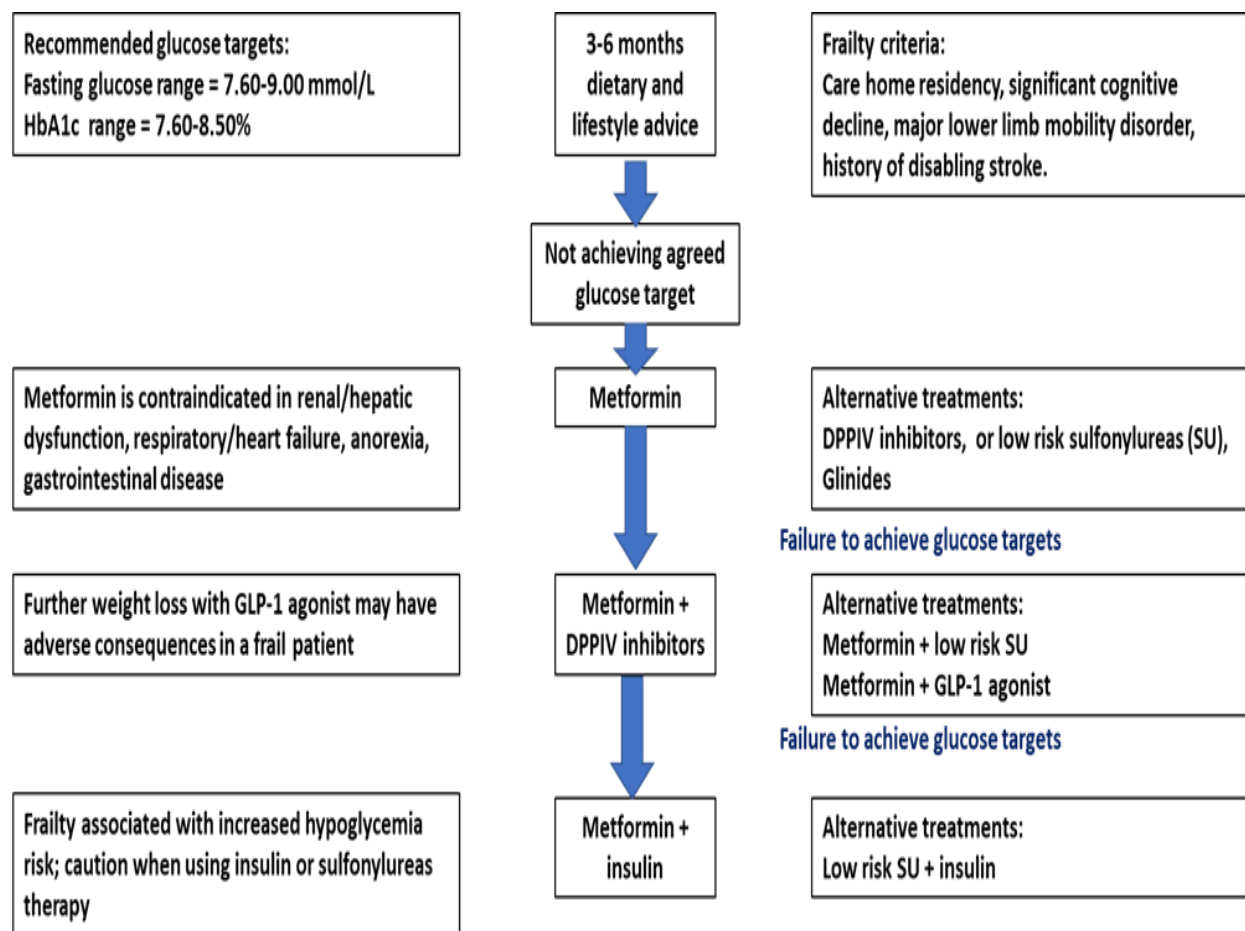 Recommended glucose targets:
Fasting glucose range = 7.60-9.00 mmol/L
HbA1c range = 7.60-8.50%
3-6 months
dietary and
lifestyle advice
Frailty criteria:
Care home residency, significant cognitive
decline, major lower limb mobility disorder,
history of disabling stroke.
Not achieving agreed
glucose target
Metformin is contraindicated in renal/hepatic
dysfunction, respiratory/heart failure, anorexia,
gastrointestinal disease
Metformin
Alternative treatments:
DPPIV inhibitors, or low risk sulfonylureas (SU),
Glinides
Failure to achieve glucose targets
Further weight loss with GLP-1 agonist may have
adverse consequences in a frail patient
Metformin +
DPPIV inhibitors
Alternative treatments:
Metformin + low risk SU
Metformin + GLP-1 agonist
Failure to achieve glucose targets
Frailty associated with increased hypoglycemia
risk; caution when using insulin or sulfonylureas
therapy
Metformin +
insulin
Alternative treatments:
Low risk SU + insulin